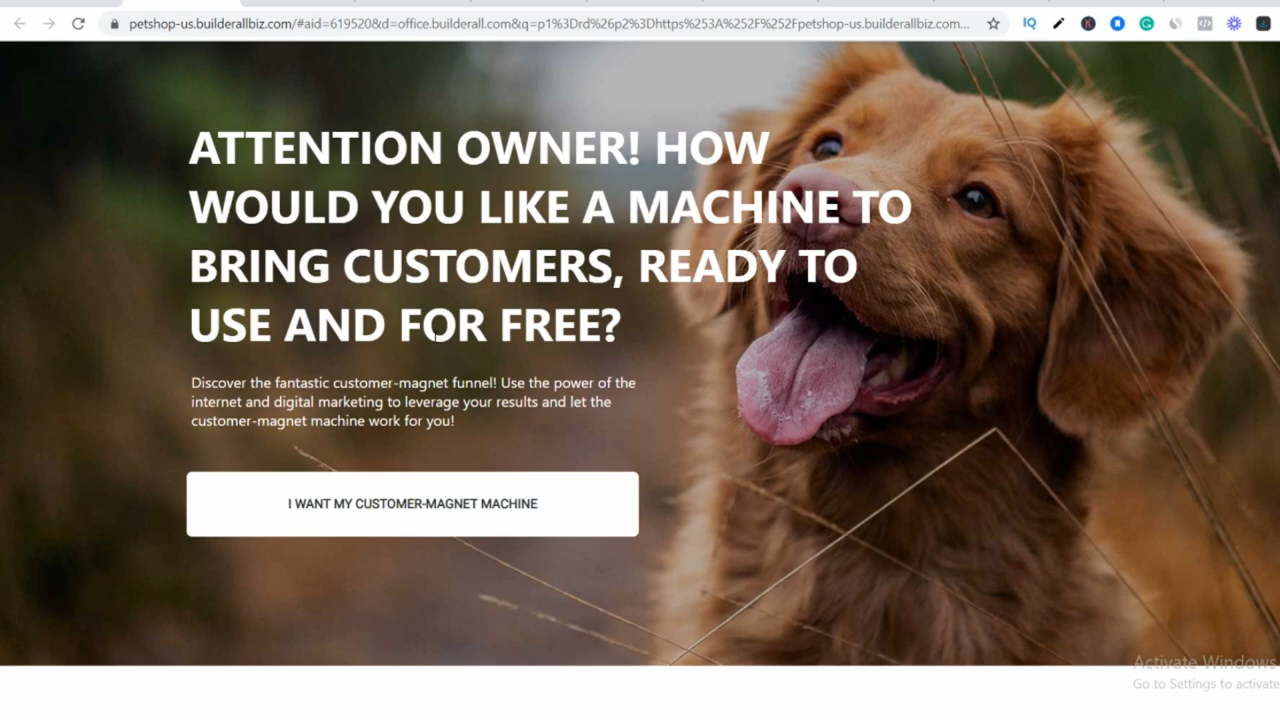 petshop-us.builderallbiz.com/#aid=619520&d=office.builderall.com&q=p1%3Drd%26p2%3Dhttps%253A%252F%252Fpetshop-us.builderallbiz.com...
IQ
ATTENTION OWNER! HOW
WOULD YOU LIKE A MACHINE TO
BRING CUSTOMERS, READY TO
USE AND FOR FREE?
Discover the fantastic customer-magnet funnel! Use the power of the
internet and digital marketing to leverage your results and let the
customer-magnet machine work for you!
I WANT MY CUSTOMER-MAGNET MACHINE
Activate Windows
Go to Settings to activate